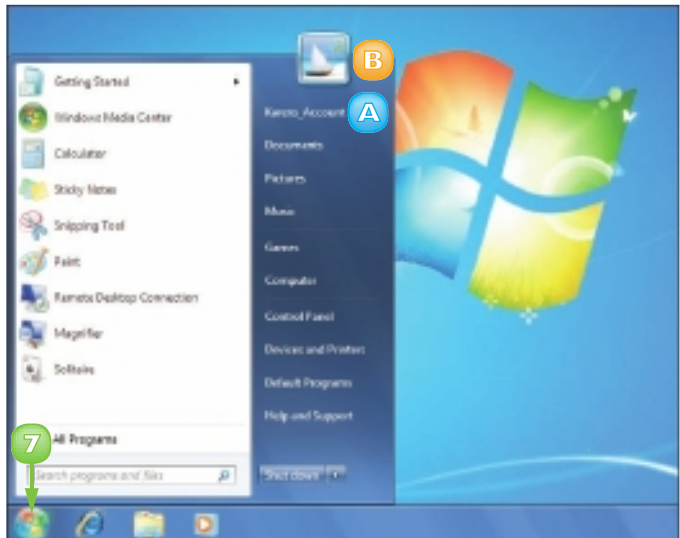 B
Getting Started
Karens_Account A
Windows Media Center
Documents
Calculator
Pictures
Sticky Notes
Music
Snipping Tool
Games
Paint
Computer
Remote Desktop Connection
Control Panel
Magnifier
Devices and Printers
Solitaire
Default Programs
Help and Support
7 All Programs
Search programs and files
Shut down